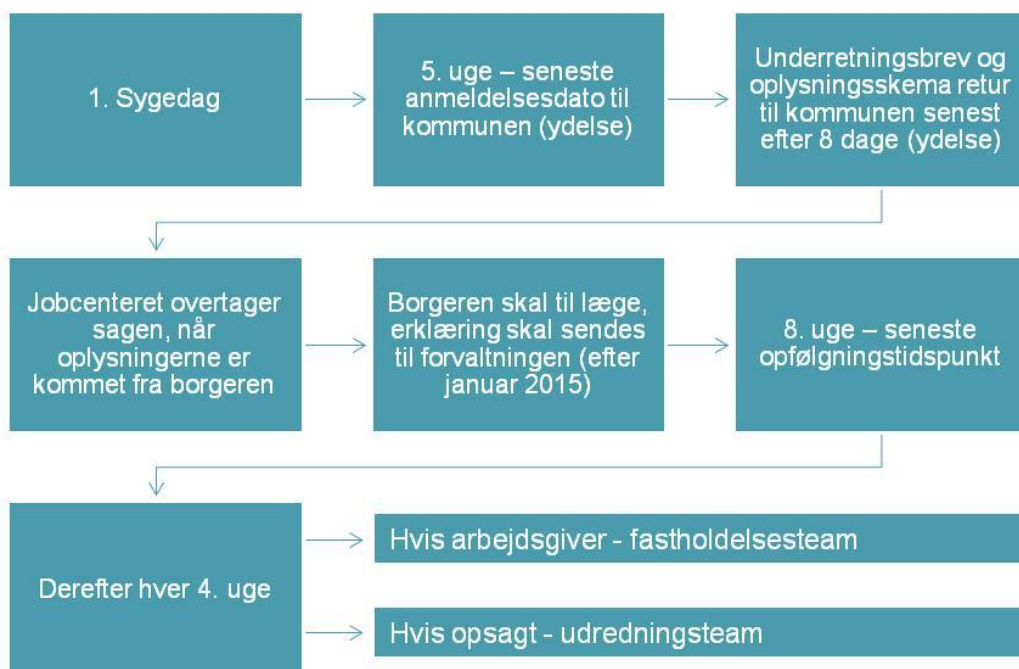 1. Sygedag
5. uge – seneste
anmeldelsesdato til
kommunen (ydelse)
Underretningsbrev og
oplysningsskema retur
til kommunen senest
efter 8 dage (ydelse)
Jobcenteret overtager
sagen, når
oplysningerne er
kommet fra borgeren
Borgeren skal til læge,
erklæring skal sendes
til forvaltningen (efter
januar 2015)
8. uge – seneste
opfølgningstidspunkt
Derefter hver 4. uge
Hvis arbejdsgiver - fastholdelsesteam
Hvis opsagt - udredningsteam